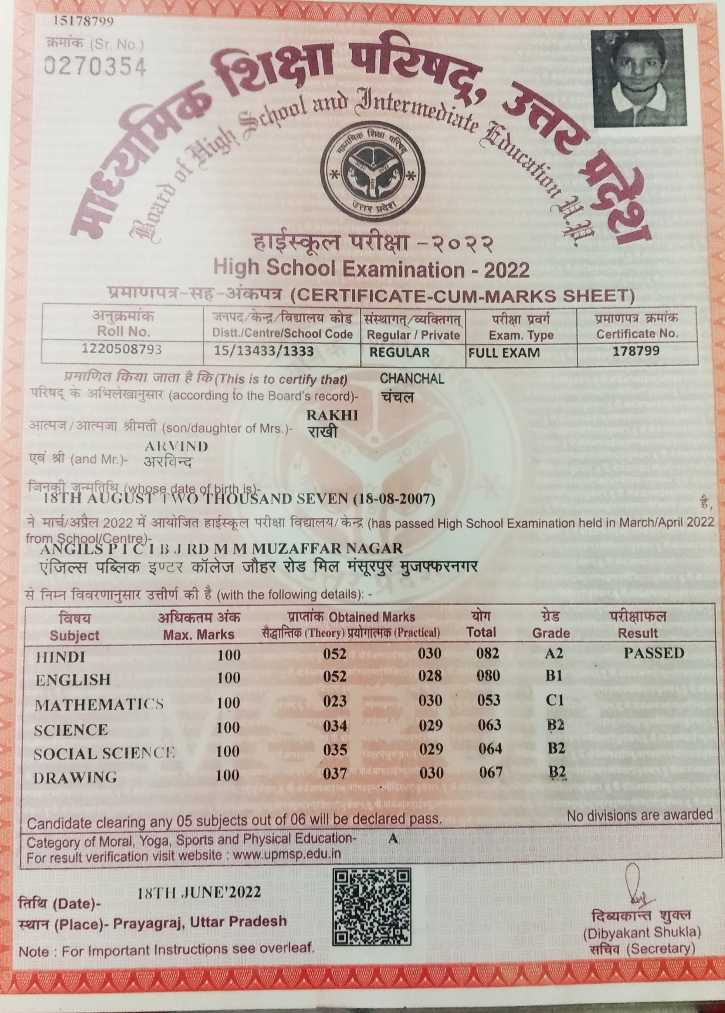 15178799
क्रमांक (Sr. No.)
0270354
माध्यमिक शिक्षा परिषद्, उत्तर प्रदेश
Board of High School and Intermediate Education U.P.
माध्यमिक शिक्षा परिषद्
उत्तर प्रदेश
हाईस्कूल परीक्षा -२०२२
High School Examination - 2022
प्रमाणपत्र-सह-अंकपत्र (CERTIFICATE-CUM-MARKS SHEET)
अनुक्रमांक जनपद/केन्द्र/विद्यालय कोड संस्थागत्/व्यक्तिगत् परीक्षा प्रवर्ग प्रमाणपत्र क्रमांक
Roll No. Distt./Centre/School Code Regular / Private Exam. Type Certificate No.
1220508793 15/13433/1333 REGULAR FULL EXAM 178799
प्रमाणित किया जाता है कि(This is to certify that) CHANCHAL
परिषद् के अभिलेखानुसार (according to the Board's record)- चंचल
RAKHI
आत्मज/आत्मजा श्रीमती (son/daughter of Mrs.)- राखी
ARVIND
एवं श्री (and Mr.)- अरविन्द
जिनकी जन्मतिथि (whose date of birth is)-
18TH AUGUST TWO THOUSAND SEVEN (18-08-2007)
है,
ने मार्च/अप्रैल 2022 में आयोजित हाईस्कूल परीक्षा विद्यालय/केन्द्र (has passed High School Examination held in March/April 2022
from School/Centre)-
ANGILS P I C I B J RD M M MUZAFFAR NAGAR
एंजिल्स पब्लिक इण्टर कॉलेज जौहर रोड मिल मंसूरपुर मुजफ्फरनगर
से निम्न विवरणानुसार उत्तीर्ण की है (with the following details): -
विषय अधिकतम अंक प्राप्तांक Obtained Marks योग ग्रेड परीक्षाफल
Subject Max. Marks सैद्धान्तिक (Theory) प्रयोगात्मक (Practical) Total Grade Result
HINDI 100 052 030 082 A2 PASSED
ENGLISH 100 052 028 080 B1
MATHEMATICS 100 023 030 053 C1
SCIENCE 100 034 029 063 B2
SOCIAL SCIENCE 100 035 029 064 B2
DRAWING 100 037 030 067 B2
Candidate clearing any 05 subjects out of 06 will be declared pass. No divisions are awarded
Category of Moral, Yoga, Sports and Physical Education- A
For result verification visit website : www.upmsp.edu.in
तिथि (Date)- 18TH JUNE'2022
स्थान (Place)- Prayagraj, Uttar Pradesh
Note : For Important Instructions see overleaf.
दिब्यकान्त शुक्ल
(Dibyakant Shukla)
सचिव (Secretary)